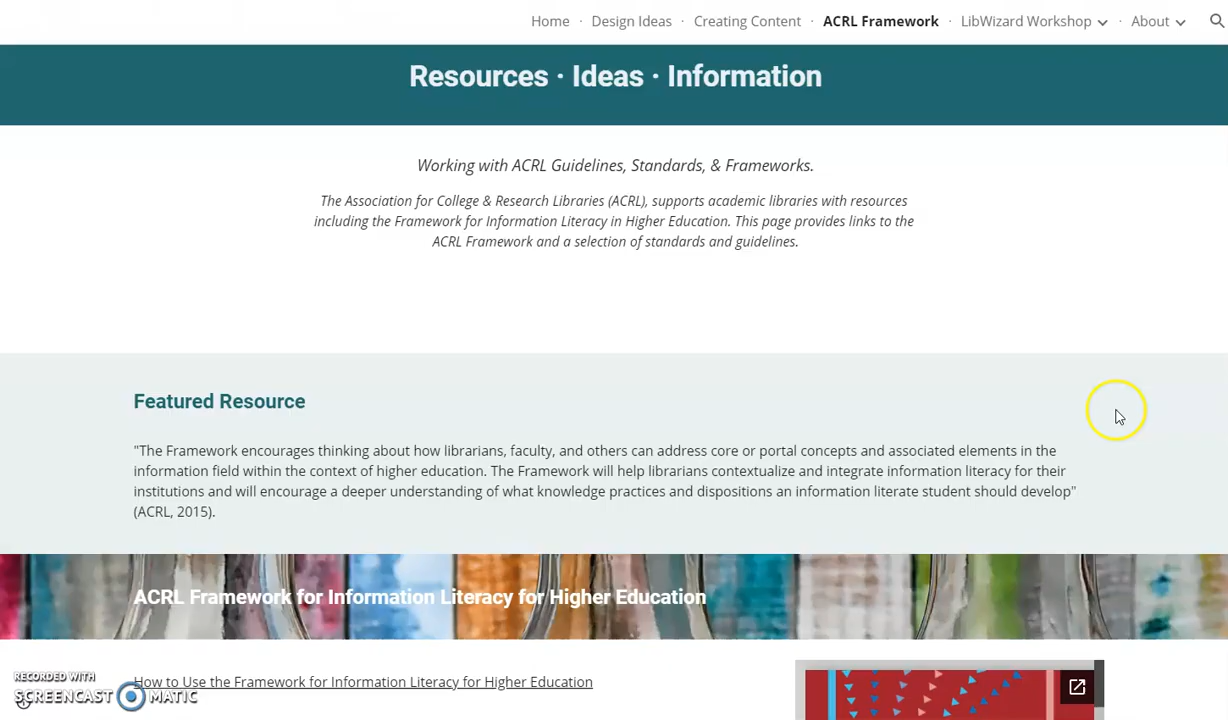 Home · Design Ideas · Creating Content · ACRL Framework · LibWizard Workshop · About
Resources · Ideas · Information
Working with ACRL Guidelines, Standards, & Frameworks.
The Association for College & Research Libraries (ACRL), supports academic libraries with resources
including the Framework for Information Literacy in Higher Education. This page provides links to the
ACRL Framework and a selection of standards and guidelines.
Featured Resource
"The Framework encourages thinking about how librarians, faculty, and others can address core or portal concepts and associated elements in the
information field within the context of higher education. The Framework will help librarians contextualize and integrate information literacy for their
institutions and will encourage a deeper understanding of what knowledge practices and dispositions an information literate student should develop"
(ACRL, 2015).
ACRL Framework for Information Literacy for Higher Education
How to Use the Framework for Information Literacy for Higher Education
RECORDED WITH
SCREENCAST MATIC